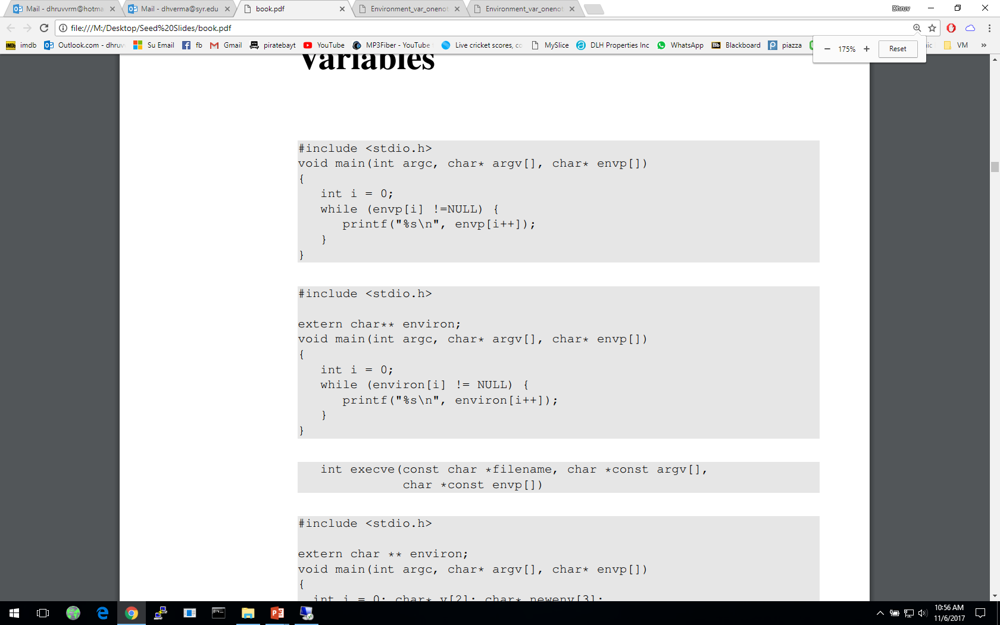 Mail - dhruvvrm@hotma
Mail - dhverma@syr.edu
book.pdf
Environment_var_onenot
Environment_var_onenot
Dhruv
file:///M:/Desktop/Seed%20Slides/book.pdf
IMDb imdb
Outlook.com - dhruv
Su Email
fb
Gmail
piratebayt
YouTube
MP3Fiber - YouTube
Live cricket scores, co
MySlice
DLH Properties Inc
WhatsApp
Bb Blackboard
piazza
ic
VM
»
− 175% + Reset
Variables
#include <stdio.h>
void main(int argc, char* argv[], char* envp[])
{
   int i = 0;
   while (envp[i] !=NULL) {
      printf("%s\n", envp[i++]);
   }
}
#include <stdio.h>
extern char** environ;
void main(int argc, char* argv[], char* envp[])
{
   int i = 0;
   while (environ[i] != NULL) {
      printf("%s\n", environ[i++]);
   }
}
   int execve(const char *filename, char *const argv[],
              char *const envp[])
#include <stdio.h>
extern char ** environ;
void main(int argc, char* argv[], char* envp[])
{
  int i = 0; char* v[2]; char* newenv[3];
10:56 AM
11/6/2017